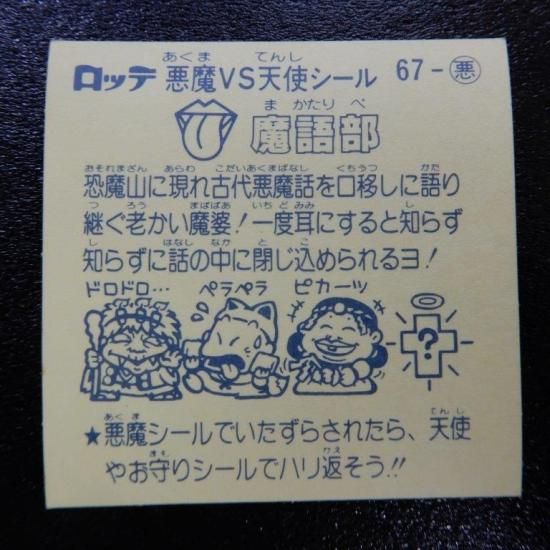 ロッテ 悪魔VS天使シール 67-悪
魔語部
恐魔山に現れ古代悪魔話を口移しに語り
継ぐ老かい魔婆!一度耳にすると知らず
知らずに話の中に閉じ込められるヨ!
ドロドロ… ペラペラ ピカーッ
?
★悪魔シールでいたずらされたら、天使
やお守りシールでハリ返そう!!